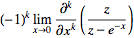 (-1)^k lim_{x→0} ∂^k/∂x^k ( z / (z − e^{−x}) )